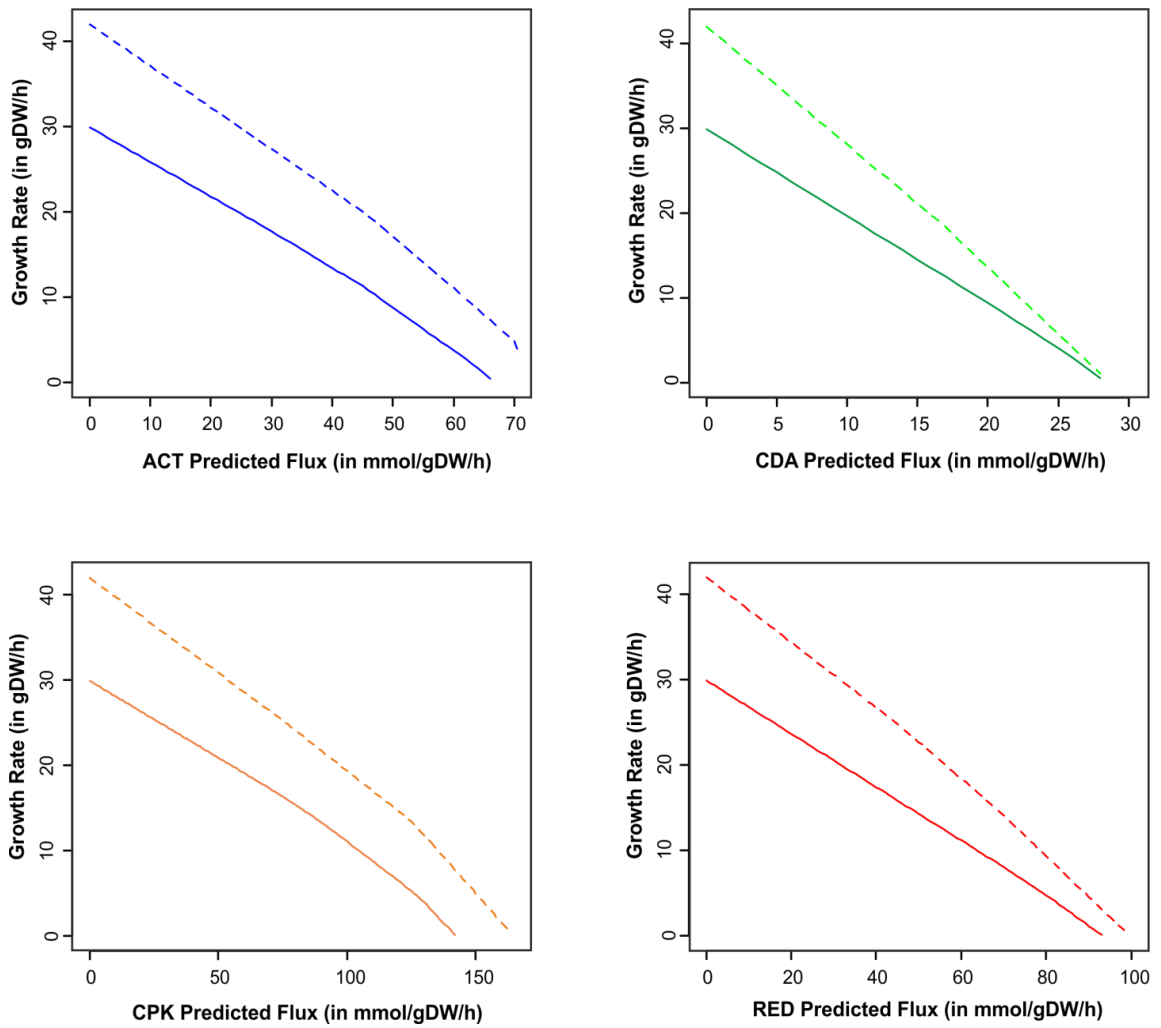 40
30
20
10
0
Growth Rate (in gDW/h)
0 10 20 30 40 50 60 70
ACT Predicted Flux (in mmol/gDW/h)
40
30
20
10
0
Growth Rate (in gDW/h)
0 5 10 15 20 25 30
CDA Predicted Flux (in mmol/gDW/h)
40
30
20
10
0
Growth Rate (in gDW/h)
0 50 100 150
CPK Predicted Flux (in mmol/gDW/h)
40
30
20
10
0
Growth Rate (in gDW/h)
0 20 40 60 80 100
RED Predicted Flux (in mmol/gDW/h)